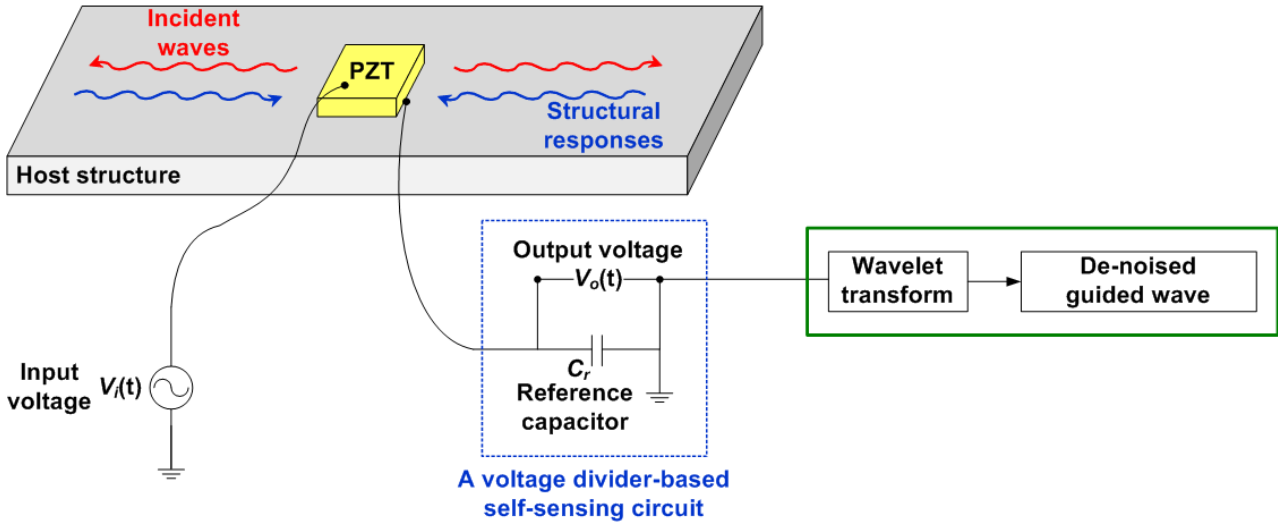 Incident
waves
PZT
Structural
responses
Host structure
Output voltage
Vo(t)
Cr
Reference
capacitor
Input
voltage
Vi(t)
A voltage divider-based
self-sensing circuit
Wavelet
transform
De-noised
guided wave